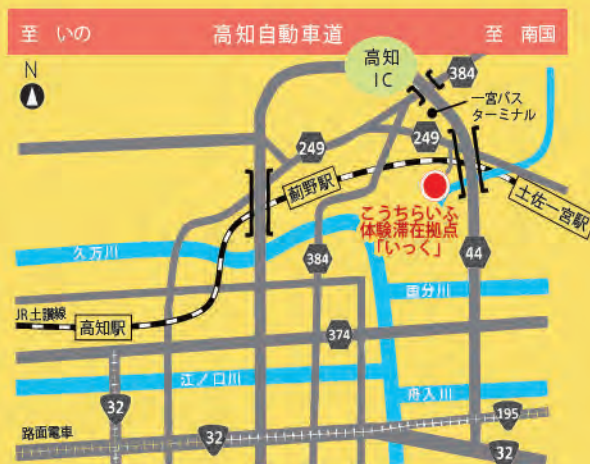 至 いの
高知自動車道
至 南国
N
高知
IC
384
一宮バス
ターミナル
249
249
薊野駅
土佐一宮駅
こうちらいふ
体験滞在拠点
「いっく」
久万川
384
44
国分川
JR土讃線
高知駅
374
江ノ口川
舟入川
32
195
路面電車
32
32